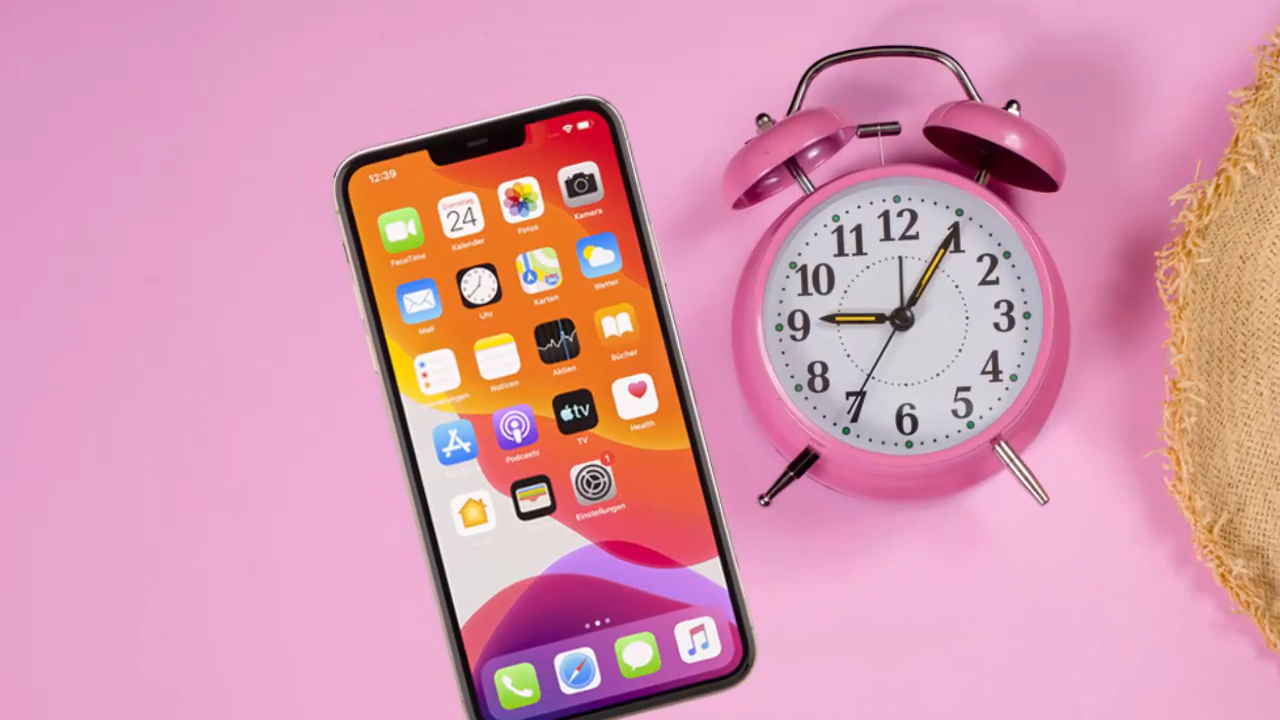 12:39
FaceTime
Dienstag
24
Kalender
Fotos
Kamera
Mail
Uhr
Karten
Wetter
Notizen
Aktien
Bücher
Podcasts
tv
TV
Health
1
Einstellungen
12
1
2
3
4
5
6
7
8
9
10
11